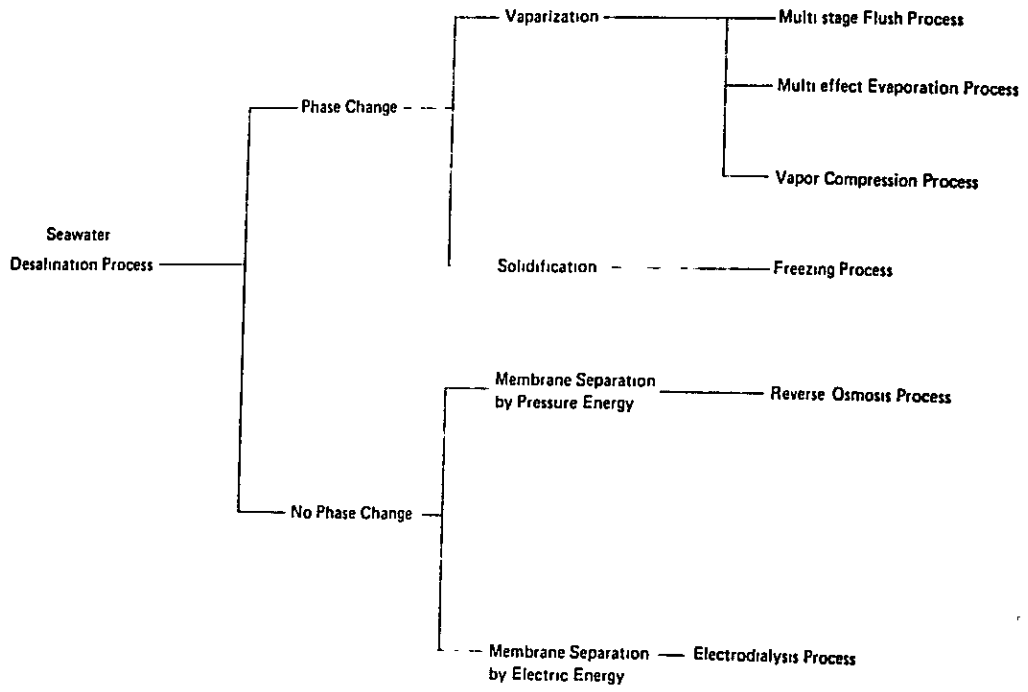 Vaparization
Multi stage Flush Process
Multi effect Evaporation Process
Phase Change
Vapor Compression Process
Seawater
Desalination Process
Solidification
Freezing Process
Membrane Separation
by Pressure Energy
Reverse Osmosis Process
No Phase Change
Membrane Separation
by Electric Energy
Electrodialysis Process